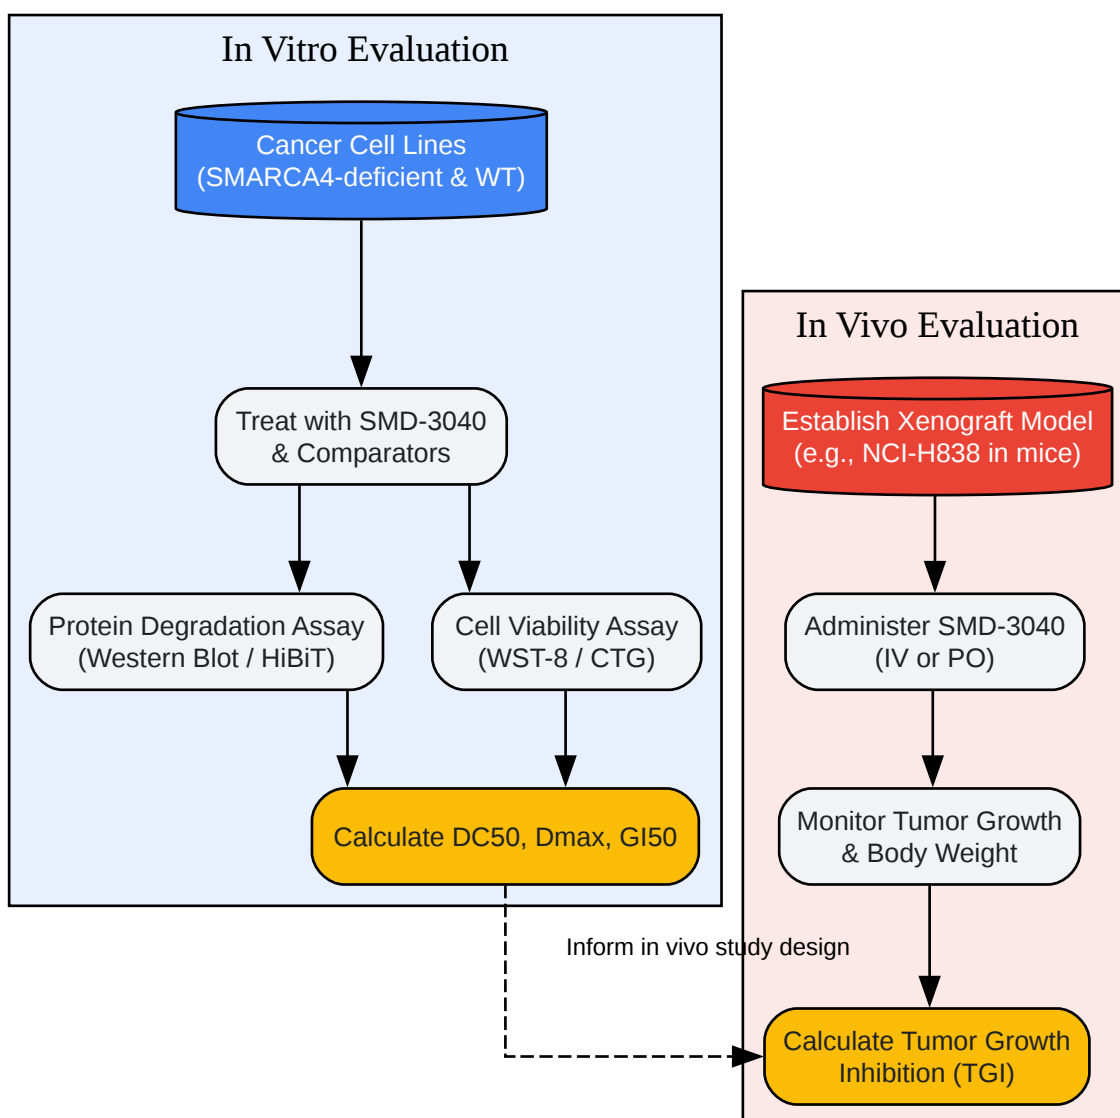 In Vitro Evaluation
Cancer Cell Lines
(SMARCA4-deficient & WT)
Treat with SMD-3040
& Comparators
Protein Degradation Assay
(Western Blot / HiBiT)
Cell Viability Assay
(WST-8 / CTG)
Calculate DC50, Dmax, GI50
Inform in vivo study design
In Vivo Evaluation
Establish Xenograft Model
(e.g., NCI-H838 in mice)
Administer SMD-3040
(IV or PO)
Monitor Tumor Growth
& Body Weight
Calculate Tumor Growth
Inhibition (TGI)